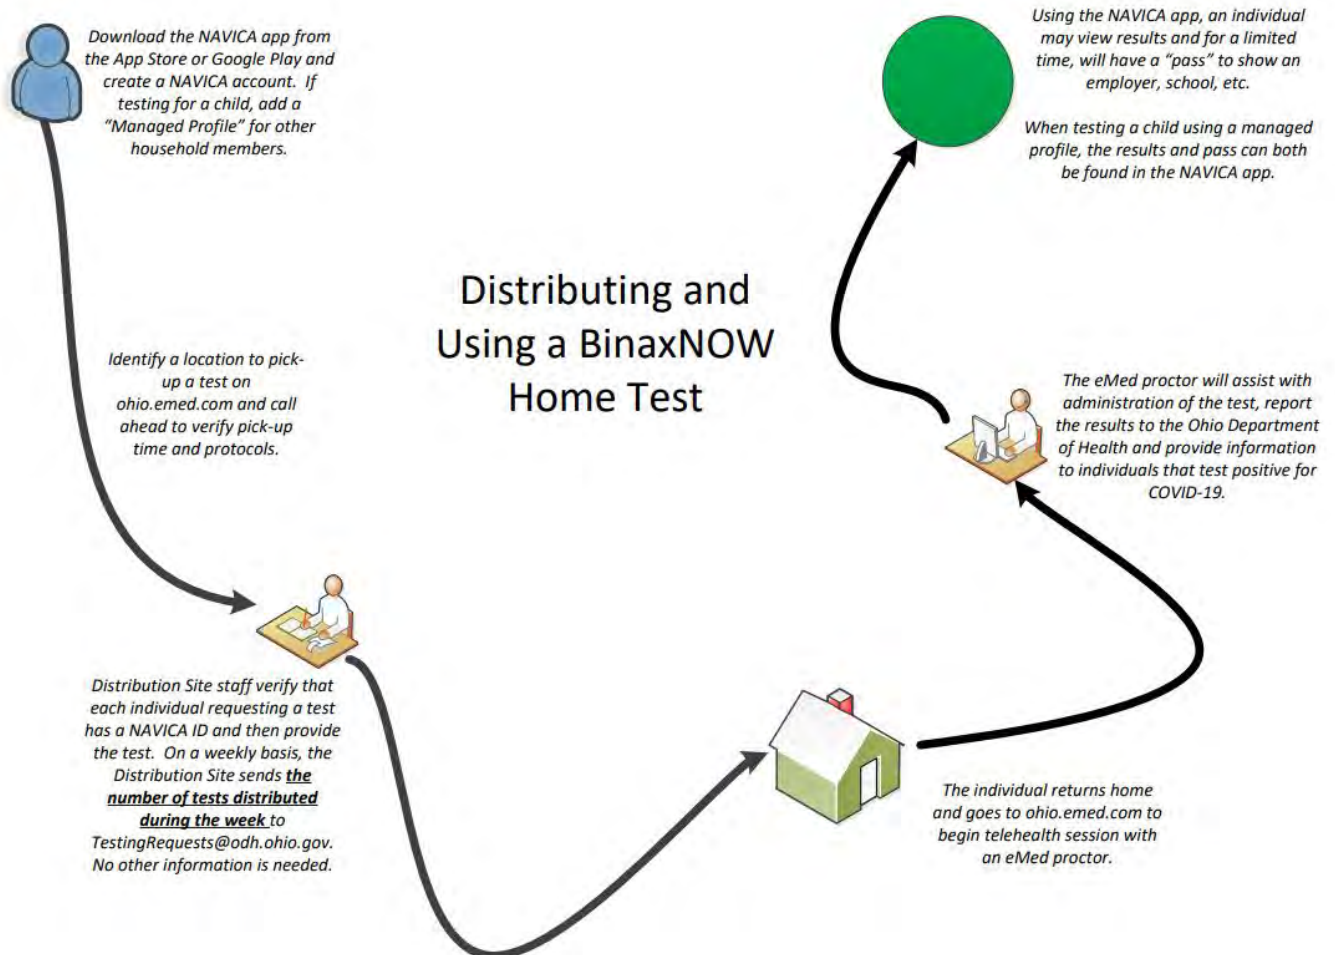 Download the NAVICA app from
the App Store or Google Play and
create a NAVICA account.  If
testing for a child, add a
“Managed Profile” for other
household members.
Identify a location to pick-
up a test on
ohio.emed.com and call
ahead to verify pick-up
time and protocols.
Distribution Site staff verify that
each individual requesting a test
has a NAVICA ID and then provide
the test.  On a weekly basis, the
Distribution Site sends the
number of tests distributed
during the week to
TestingRequests@odh.ohio.gov.
No other information is needed.
Distributing and
Using a BinaxNOW
Home Test
The individual returns home
and goes to ohio.emed.com to
begin telehealth session with
an eMed proctor.
The eMed proctor will assist with
administration of the test, report
the results to the Ohio Department
of Health and provide information
to individuals that test positive for
COVID-19.
Using the NAVICA app, an individual
may view results and for a limited
time, will have a “pass” to show an
employer, school, etc.
When testing a child using a managed
profile, the results and pass can both
be found in the NAVICA app.